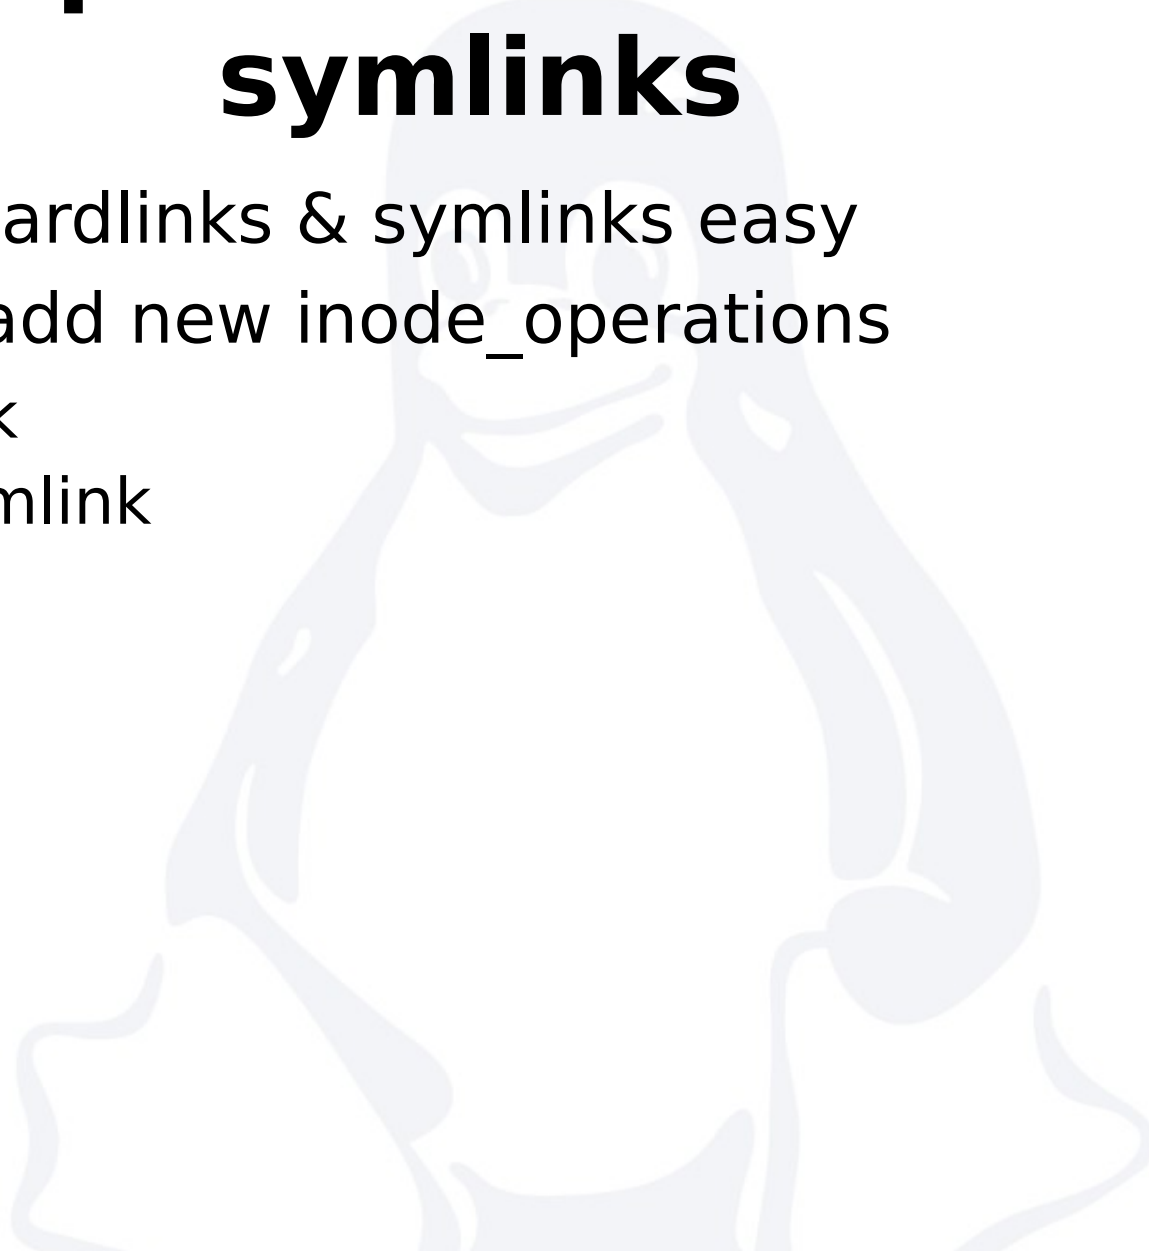 symlinks
ardlinks & symlinks easy
add new inode_operations
k
mlink